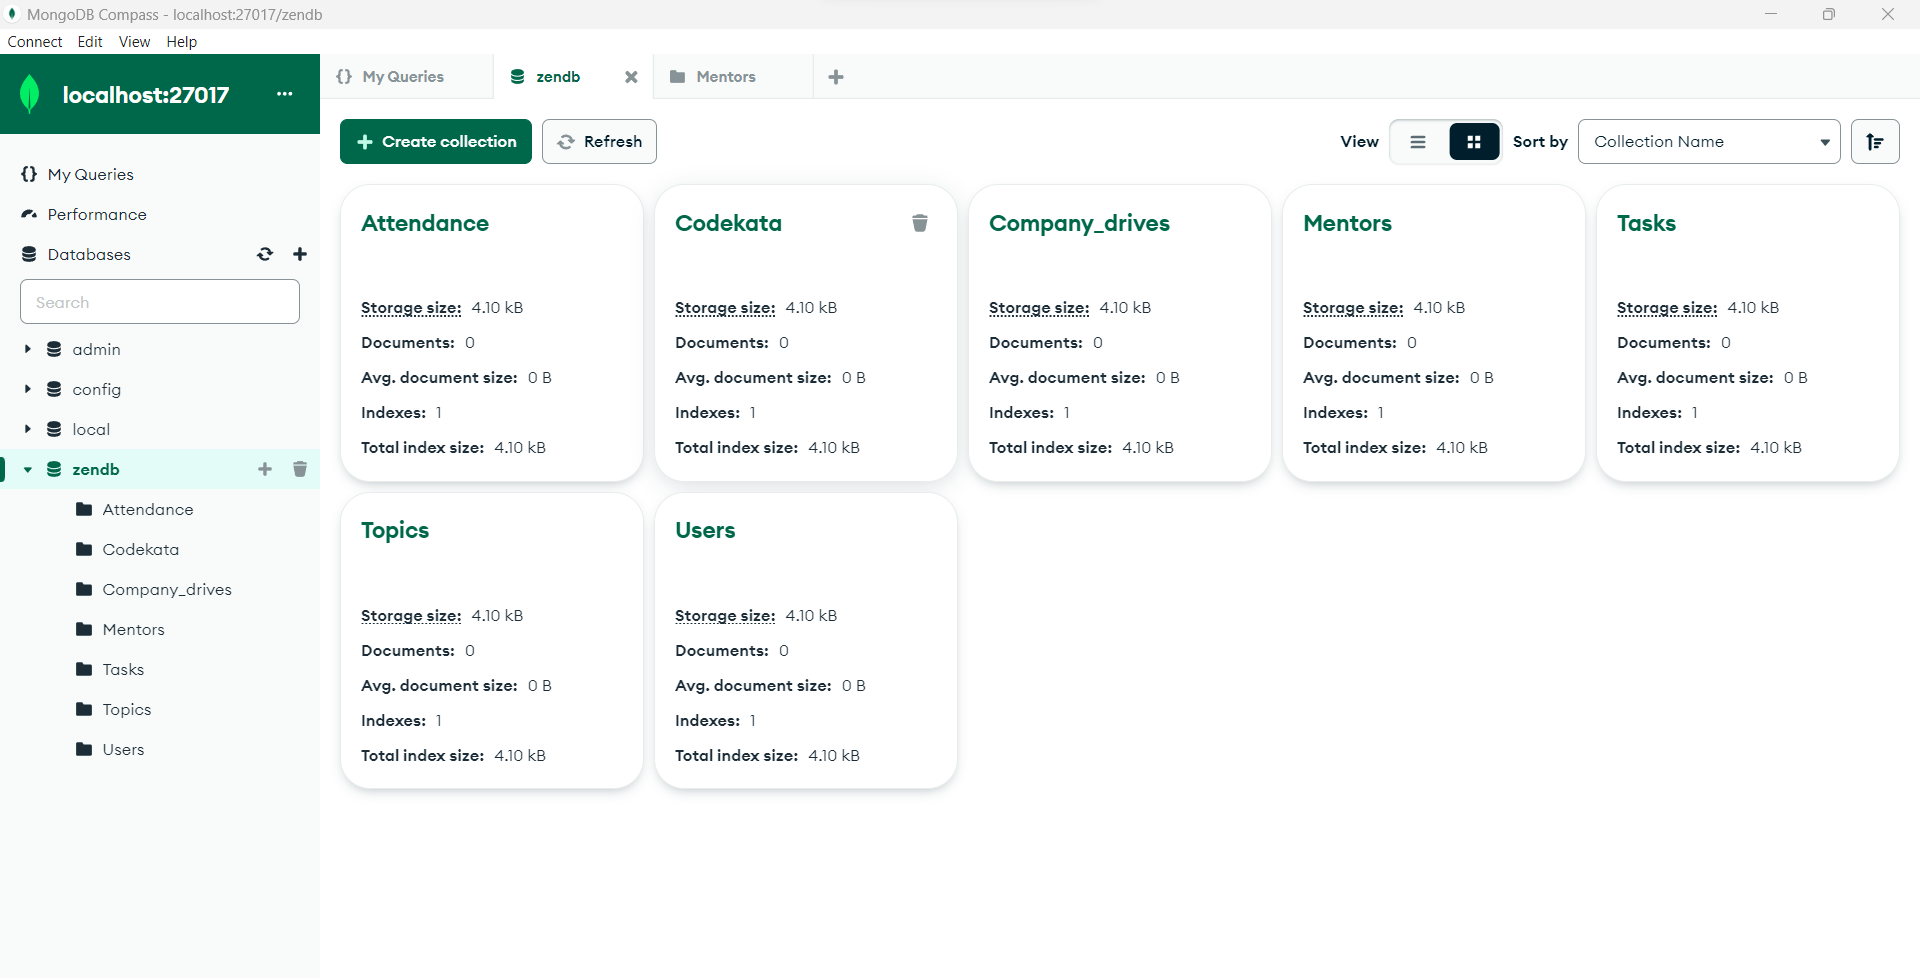 MongoDB Compass - localhost:27017/zendb
Connect Edit View Help
localhost:27017 ...
My Queries
Performance
Databases
Search
admin
config
local
zendb
Attendance
Codekata
Company_drives
Mentors
Tasks
Topics
Users
My Queries zendb Mentors
Create collection Refresh View Sort by Collection Name
Attendance
Storage size: 4.10 kB
Documents: 0
Avg. document size: 0 B
Indexes: 1
Total index size: 4.10 kB
Codekata
Storage size: 4.10 kB
Documents: 0
Avg. document size: 0 B
Indexes: 1
Total index size: 4.10 kB
Company_drives
Storage size: 4.10 kB
Documents: 0
Avg. document size: 0 B
Indexes: 1
Total index size: 4.10 kB
Mentors
Storage size: 4.10 kB
Documents: 0
Avg. document size: 0 B
Indexes: 1
Total index size: 4.10 kB
Tasks
Storage size: 4.10 kB
Documents: 0
Avg. document size: 0 B
Indexes: 1
Total index size: 4.10 kB
Topics
Storage size: 4.10 kB
Documents: 0
Avg. document size: 0 B
Indexes: 1
Total index size: 4.10 kB
Users
Storage size: 4.10 kB
Documents: 0
Avg. document size: 0 B
Indexes: 1
Total index size: 4.10 kB